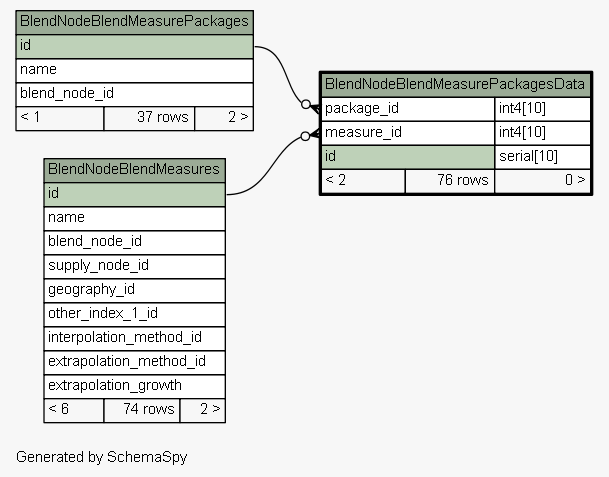 BlendNodeBlendMeasurePackages
id
name
blend_node_id
< 1 37 rows 2 >
BlendNodeBlendMeasurePackagesData
package_id int4[10]
measure_id int4[10]
id serial[10]
< 2 76 rows 0 >
BlendNodeBlendMeasures
id
name
blend_node_id
supply_node_id
geography_id
other_index_1_id
interpolation_method_id
extrapolation_method_id
extrapolation_growth
< 6 74 rows 2 >
Generated by SchemaSpy